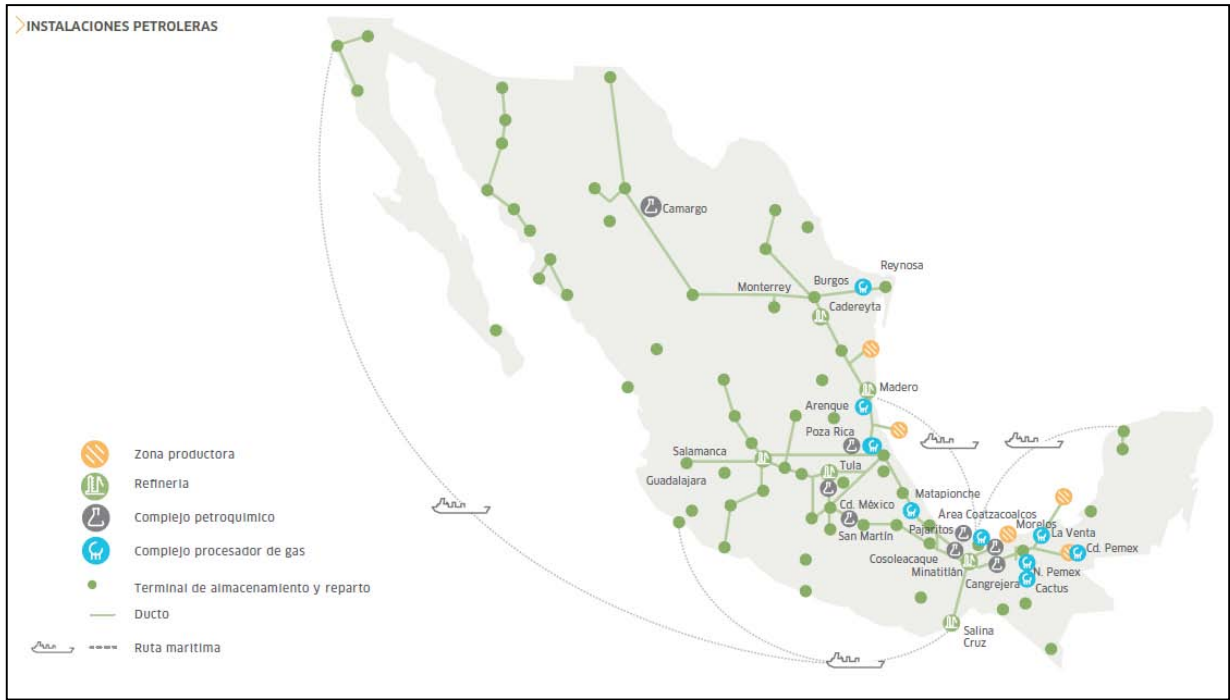 INSTALACIONES PETROLERAS
Camargo
Reynosa
Burgos
Monterrey
Cadereyta
Madero
Arenque
Poza Rica
Salamanca
Tula
Guadalajara
Matapionche
Cd. México
Área Coatzacoalcos
Morelos
Pajaritos
La Venta
San Martín
Cd. Pemex
Cosoleacaque
Minatitlán
N. Pemex
Cangrejera
Cactus
Salina
Cruz
Zona productora
Refinería
Complejo petroquímico
Complejo procesador de gas
Terminal de almacenamiento y reparto
Ducto
Ruta marítima